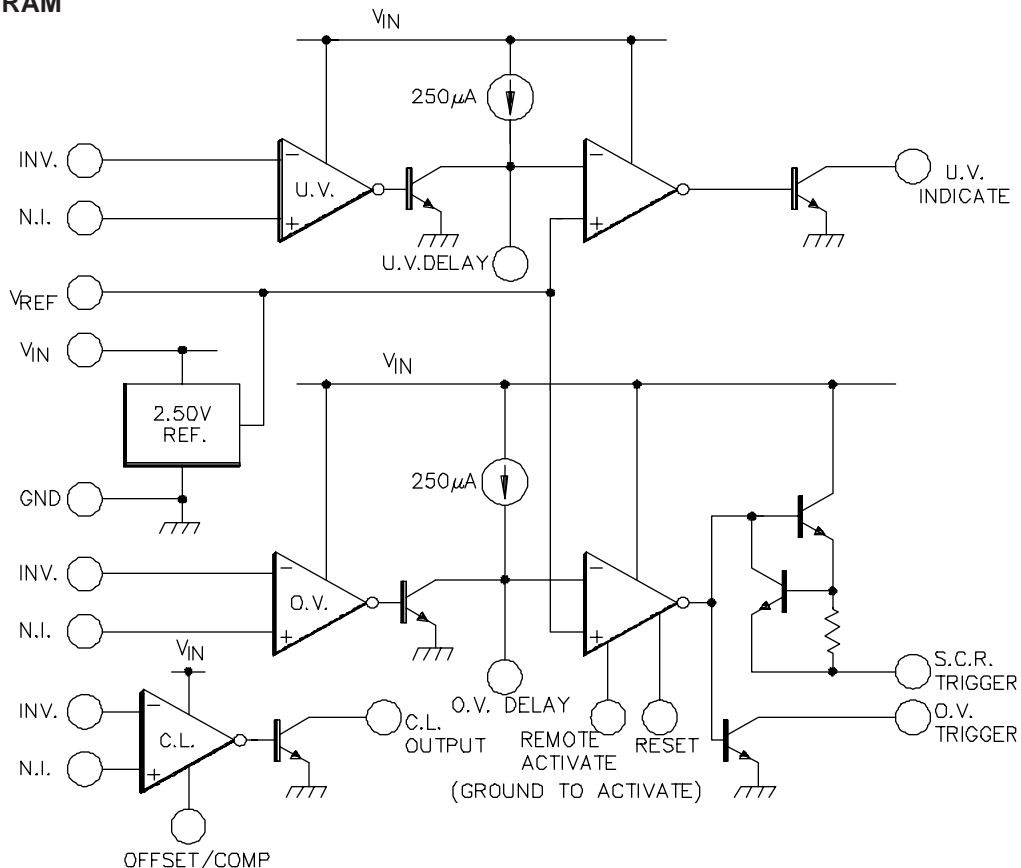 RAM
VIN
250µA
INV.
U.V.
N.I.
U.V.
INDICATE
U.V.DELAY
VREF
VIN
VIN
2.50V
REF.
250µA
GND
INV.
O.V.
N.I.
VIN
S.C.R.
TRIGGER
INV.
O.V. DELAY
C.L.
C.L.
OUTPUT
REMOTE
ACTIVATE
RESET
O.V.
TRIGGER
N.I.
(GROUND TO ACTIVATE)
OFFSET/COMP